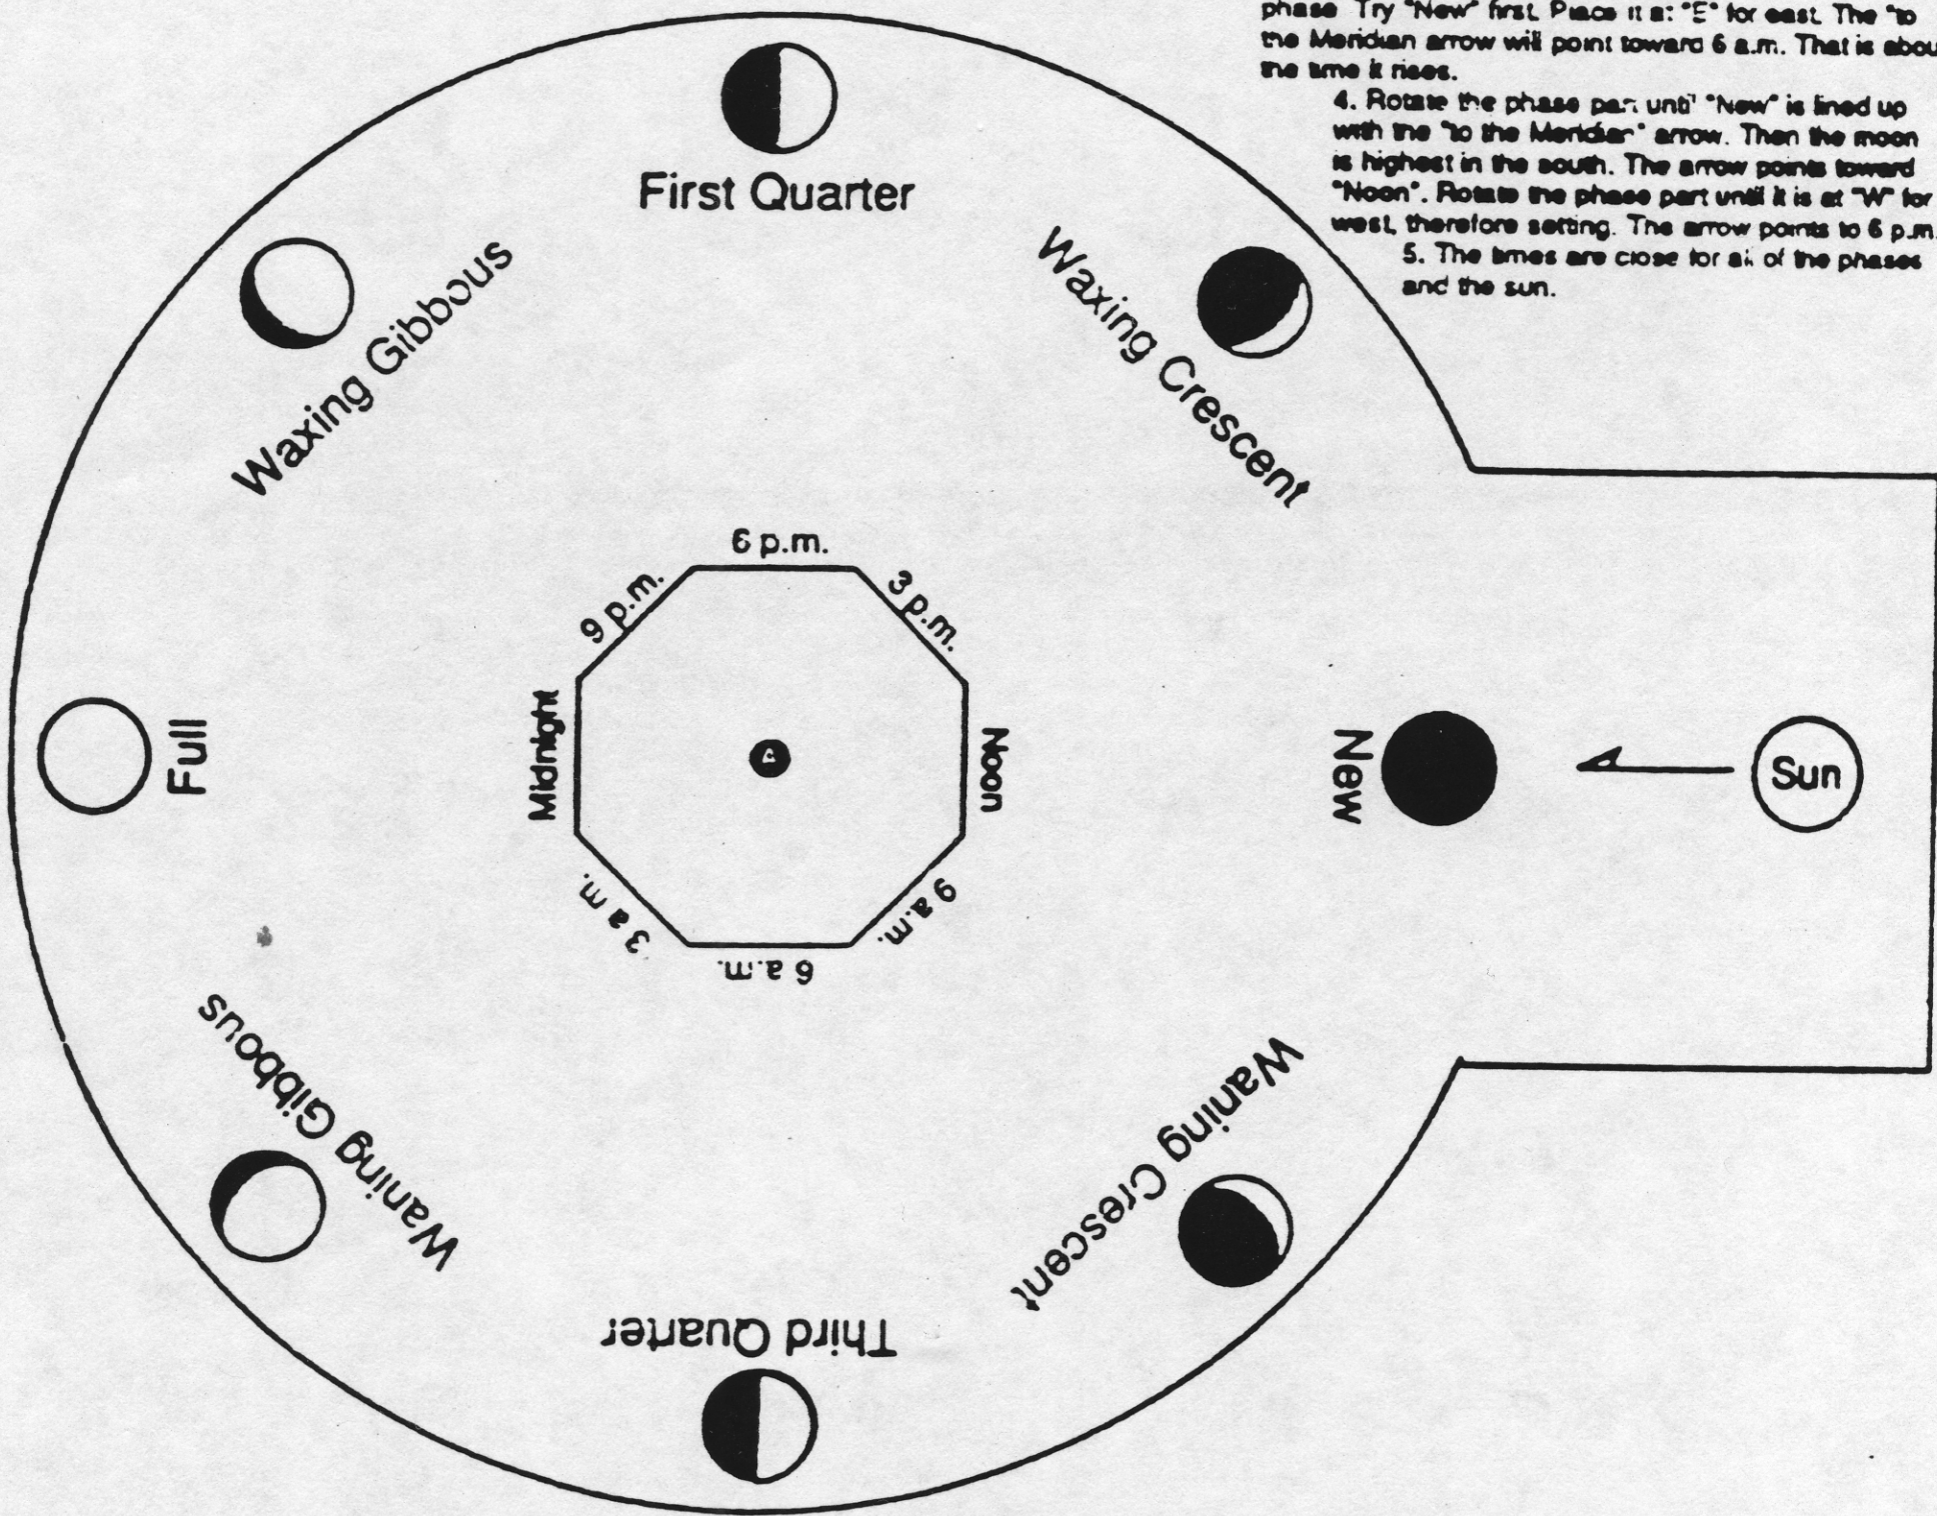 phase Try "New" first. Place it at "E" for east. The "to
the Meridian arrow will point toward 6 a.m. That is abou
the time it rises.
4. Rotate the phase part until "New" is lined up
with the "to the Meridian" arrow. Then the moon
is highest in the south. The arrow points toward
"Noon". Rotate the phase part until it is at "W" for
west, therefore setting. The arrow points to 6 p.m.
5. The times are close for all of the phases
and the sun.
First Quarter
Waxing Gibbous
Waxing Crescent
6 p.m.
9 p.m.
3 p.m.
Full
Midnight
Noon
New
Sun
3 a.m.
9 a.m.
6 a.m.
Waning Gibbous
Waning Crescent
Third Quarter